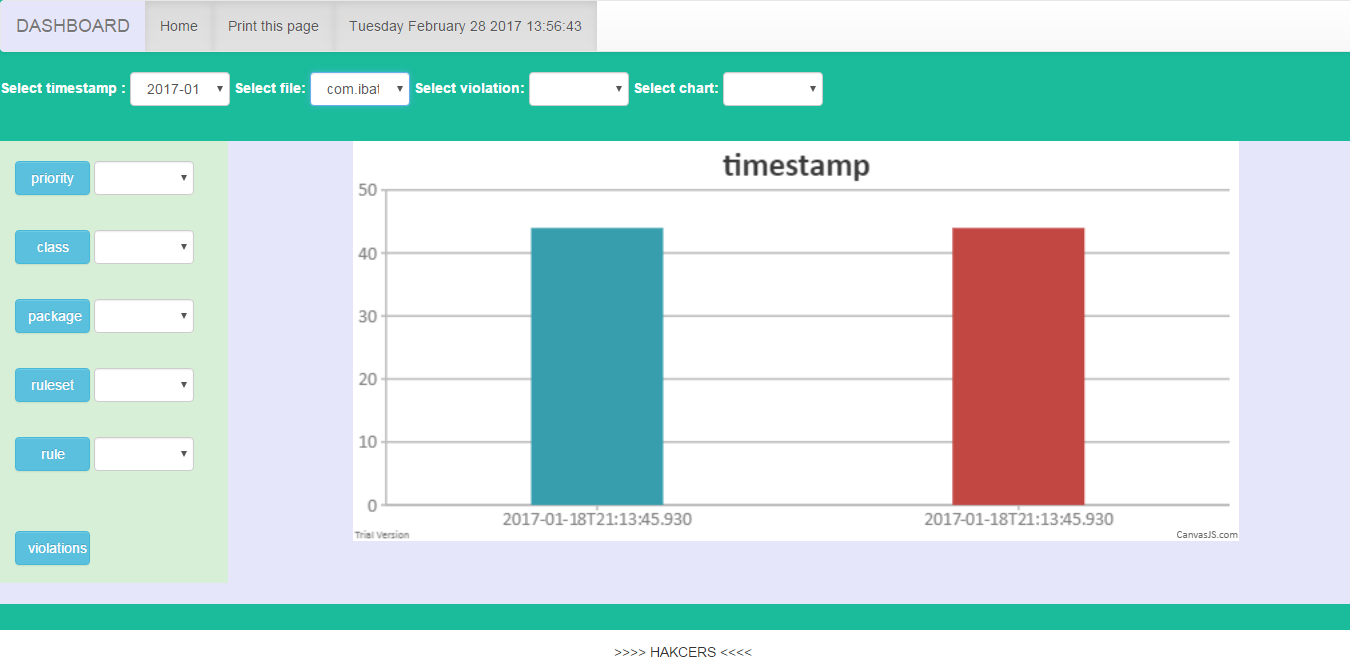 DASHBOARD Home Print this page Tuesday February 28 2017 13:56:43
Select timestamp : 2017-01 Select file: com.ibat Select violation: Select chart:
priority
class
package
ruleset
rule
violations
timestamp
50
40
30
20
10
0
2017-01-18T21:13:45.930 2017-01-18T21:13:45.930
Trial Version CanvasJS.com
>>>> HAKCERS <<<<